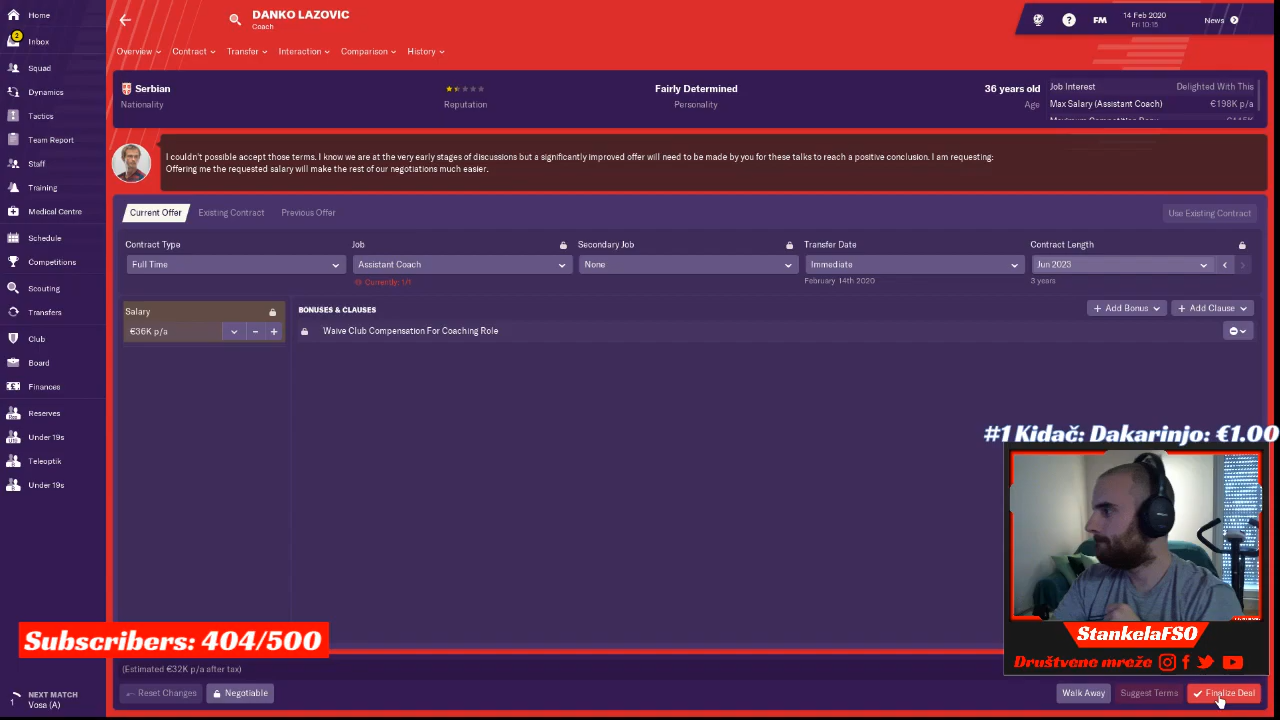 Home
DANKO LAZOVIC
Coach
14 Feb 2020
Fri 10:15
FM
News
2
Inbox
Overview
Contract
Transfer
Interaction
Comparison
History
Squad
Dynamics
Tactics
Team Report
Staff
Training
Medical Centre
Schedule
Competitions
Scouting
Transfers
Club
Board
Finances
Reserves
Under 19s
Teleoptik
Under 19s
Serbian
Nationality
Reputation
Fairly Determined
Personality
36 years old
Age
Job Interest
Delighted With This
Max Salary (Assistant Coach)
€198K p/a
I couldn't possibly accept those terms. I know we are at the very early stages of discussions but a significantly improved offer will need to be made by you for these talks to reach a positive conclusion. I am requesting:
Offering me the requested salary will make the rest of our negotiations much easier.
Current Offer
Existing Contract
Previous Offer
Use Existing Contract
Contract Type
Job
Secondary Job
Transfer Date
Contract Length
Full Time
Assistant Coach
None
Immediate
Jun 2023
Currently: 1/1
February 14th 2020
3 years
Salary
BONUSES & CLAUSES
Add Bonus
Add Clause
€36K p/a
Waive Club Compensation For Coaching Role
#1 Kidač: Dakarinjo: €1.00
Subscribers: 404/500
StankelaFSO
Društvene mreže
(Estimated €32K p/a after tax)
Reset Changes
Negotiable
Walk Away
Suggest Terms
Finalize Deal
1
NEXT MATCH
Vosa (A)